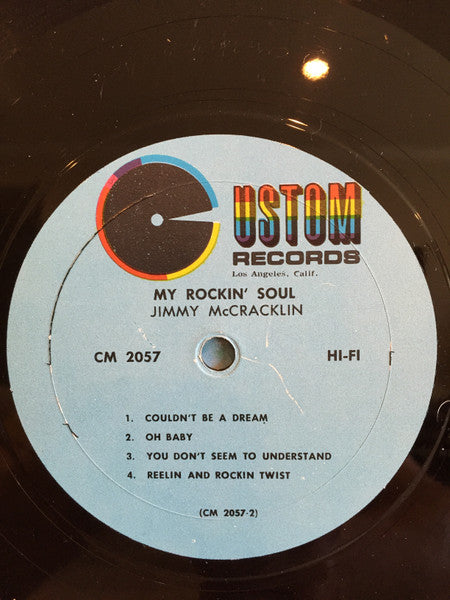 CUSTOM
RECORDS
Los Angeles, Calif.
MY ROCKIN' SOUL
JIMMY McCRACKLIN
CM 2057 HI-FI
1. COULDN'T BE A DREAM
2. OH BABY
3. YOU DON'T SEEM TO UNDERSTAND
4. REELIN AND ROCKIN TWIST
(CM 2057-2)